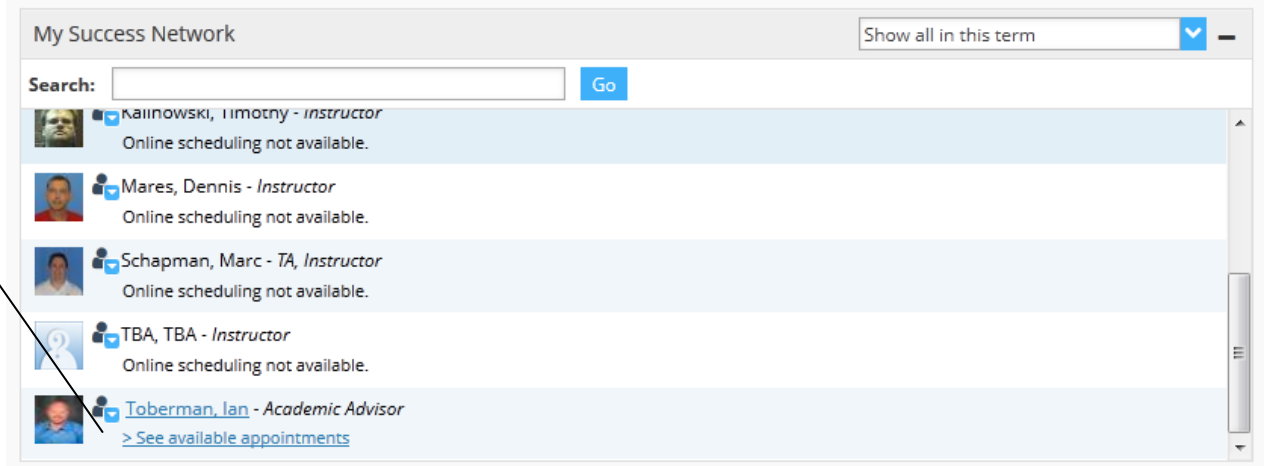 My Success Network
Show all in this term
Search:
Go
Kalinowski, Timothy - Instructor
Online scheduling not available.
Mares, Dennis - Instructor
Online scheduling not available.
Schapman, Marc - TA, Instructor
Online scheduling not available.
TBA, TBA - Instructor
Online scheduling not available.
Toberman, Ian - Academic Advisor
> See available appointments